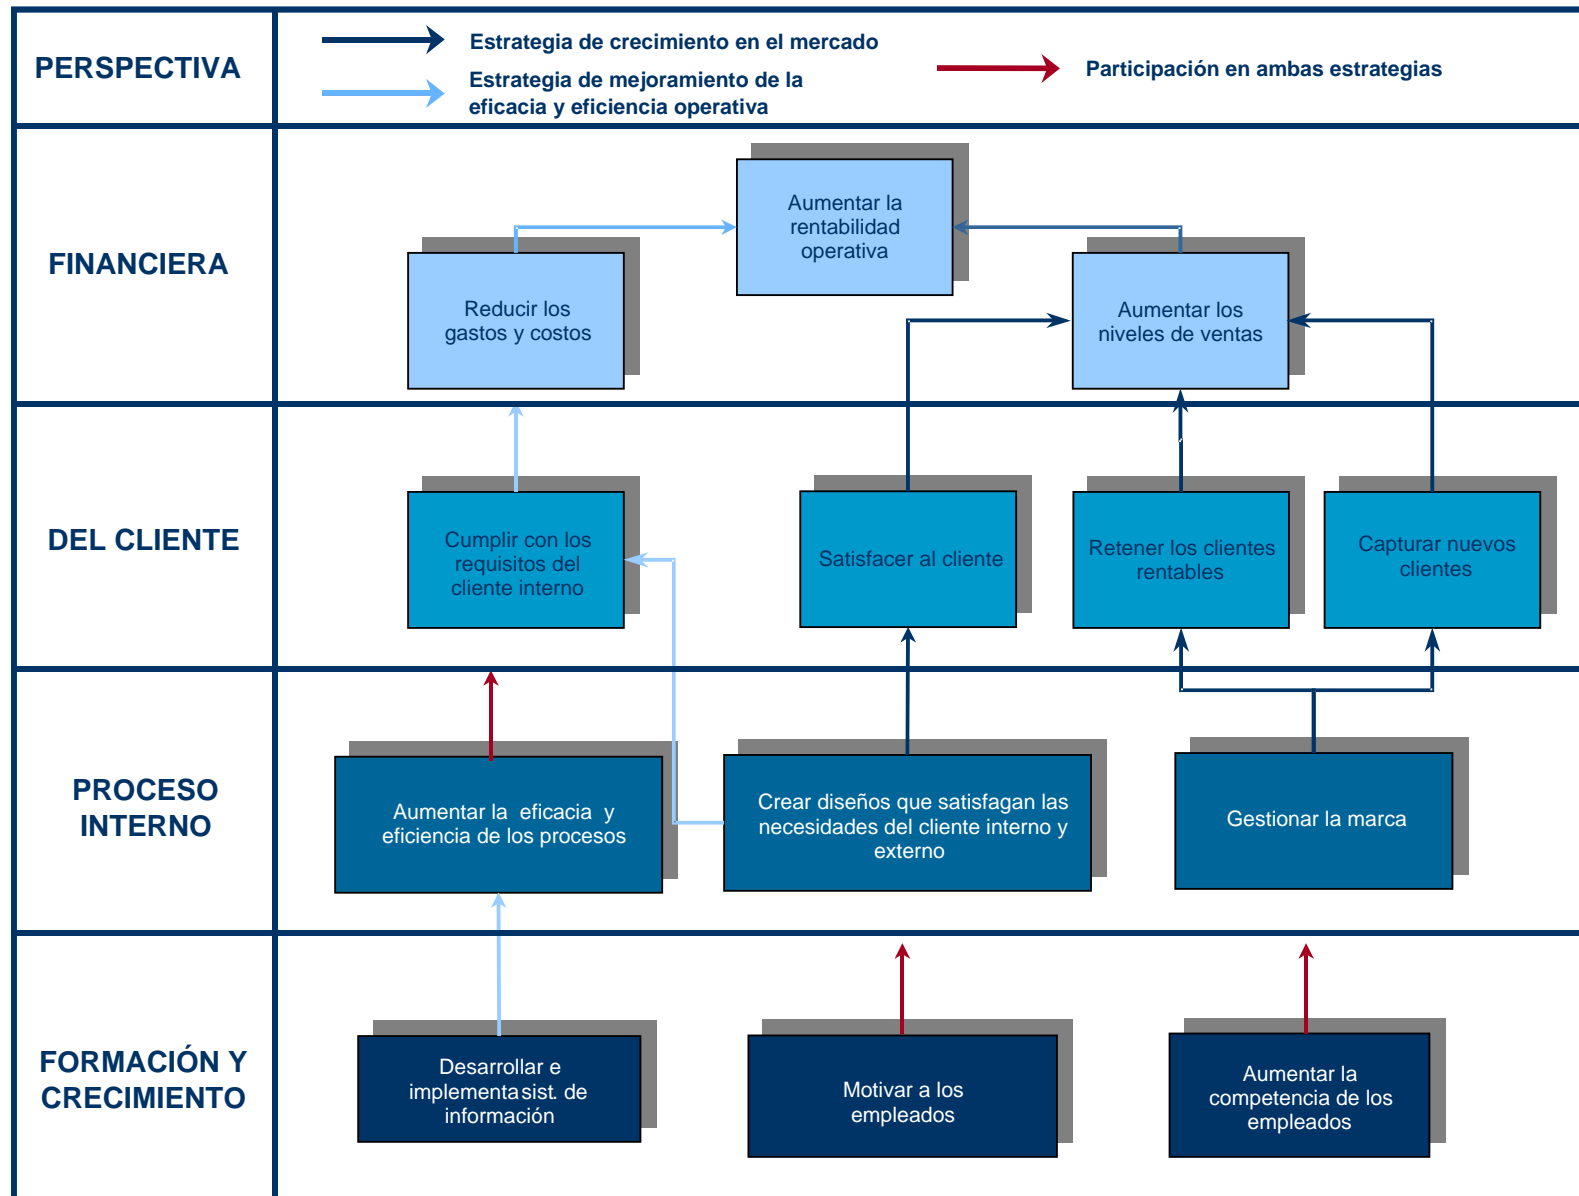 PERSPECTIVA
Estrategia de crecimiento en el mercado
Estrategia de mejoramiento de la
eficacia y eficiencia operativa
Participación en ambas estrategias
FINANCIERA
Aumentar la
rentabilidad
operativa
Reducir los
gastos y costos
Aumentar los
niveles de ventas
DEL CLIENTE
Cumplir con los
requisitos del
cliente interno
Satisfacer al cliente
Retener los clientes
rentables
Capturar nuevos
clientes
PROCESO
INTERNO
Aumentar la eficacia y
eficiencia de los procesos
Crear diseños que satisfagan las
necesidades del cliente interno y
externo
Gestionar la marca
FORMACIÓN Y
CRECIMIENTO
Desarrollar e
implementa sist. de
información
Motivar a los
empleados
Aumentar la
competencia de los
empleados